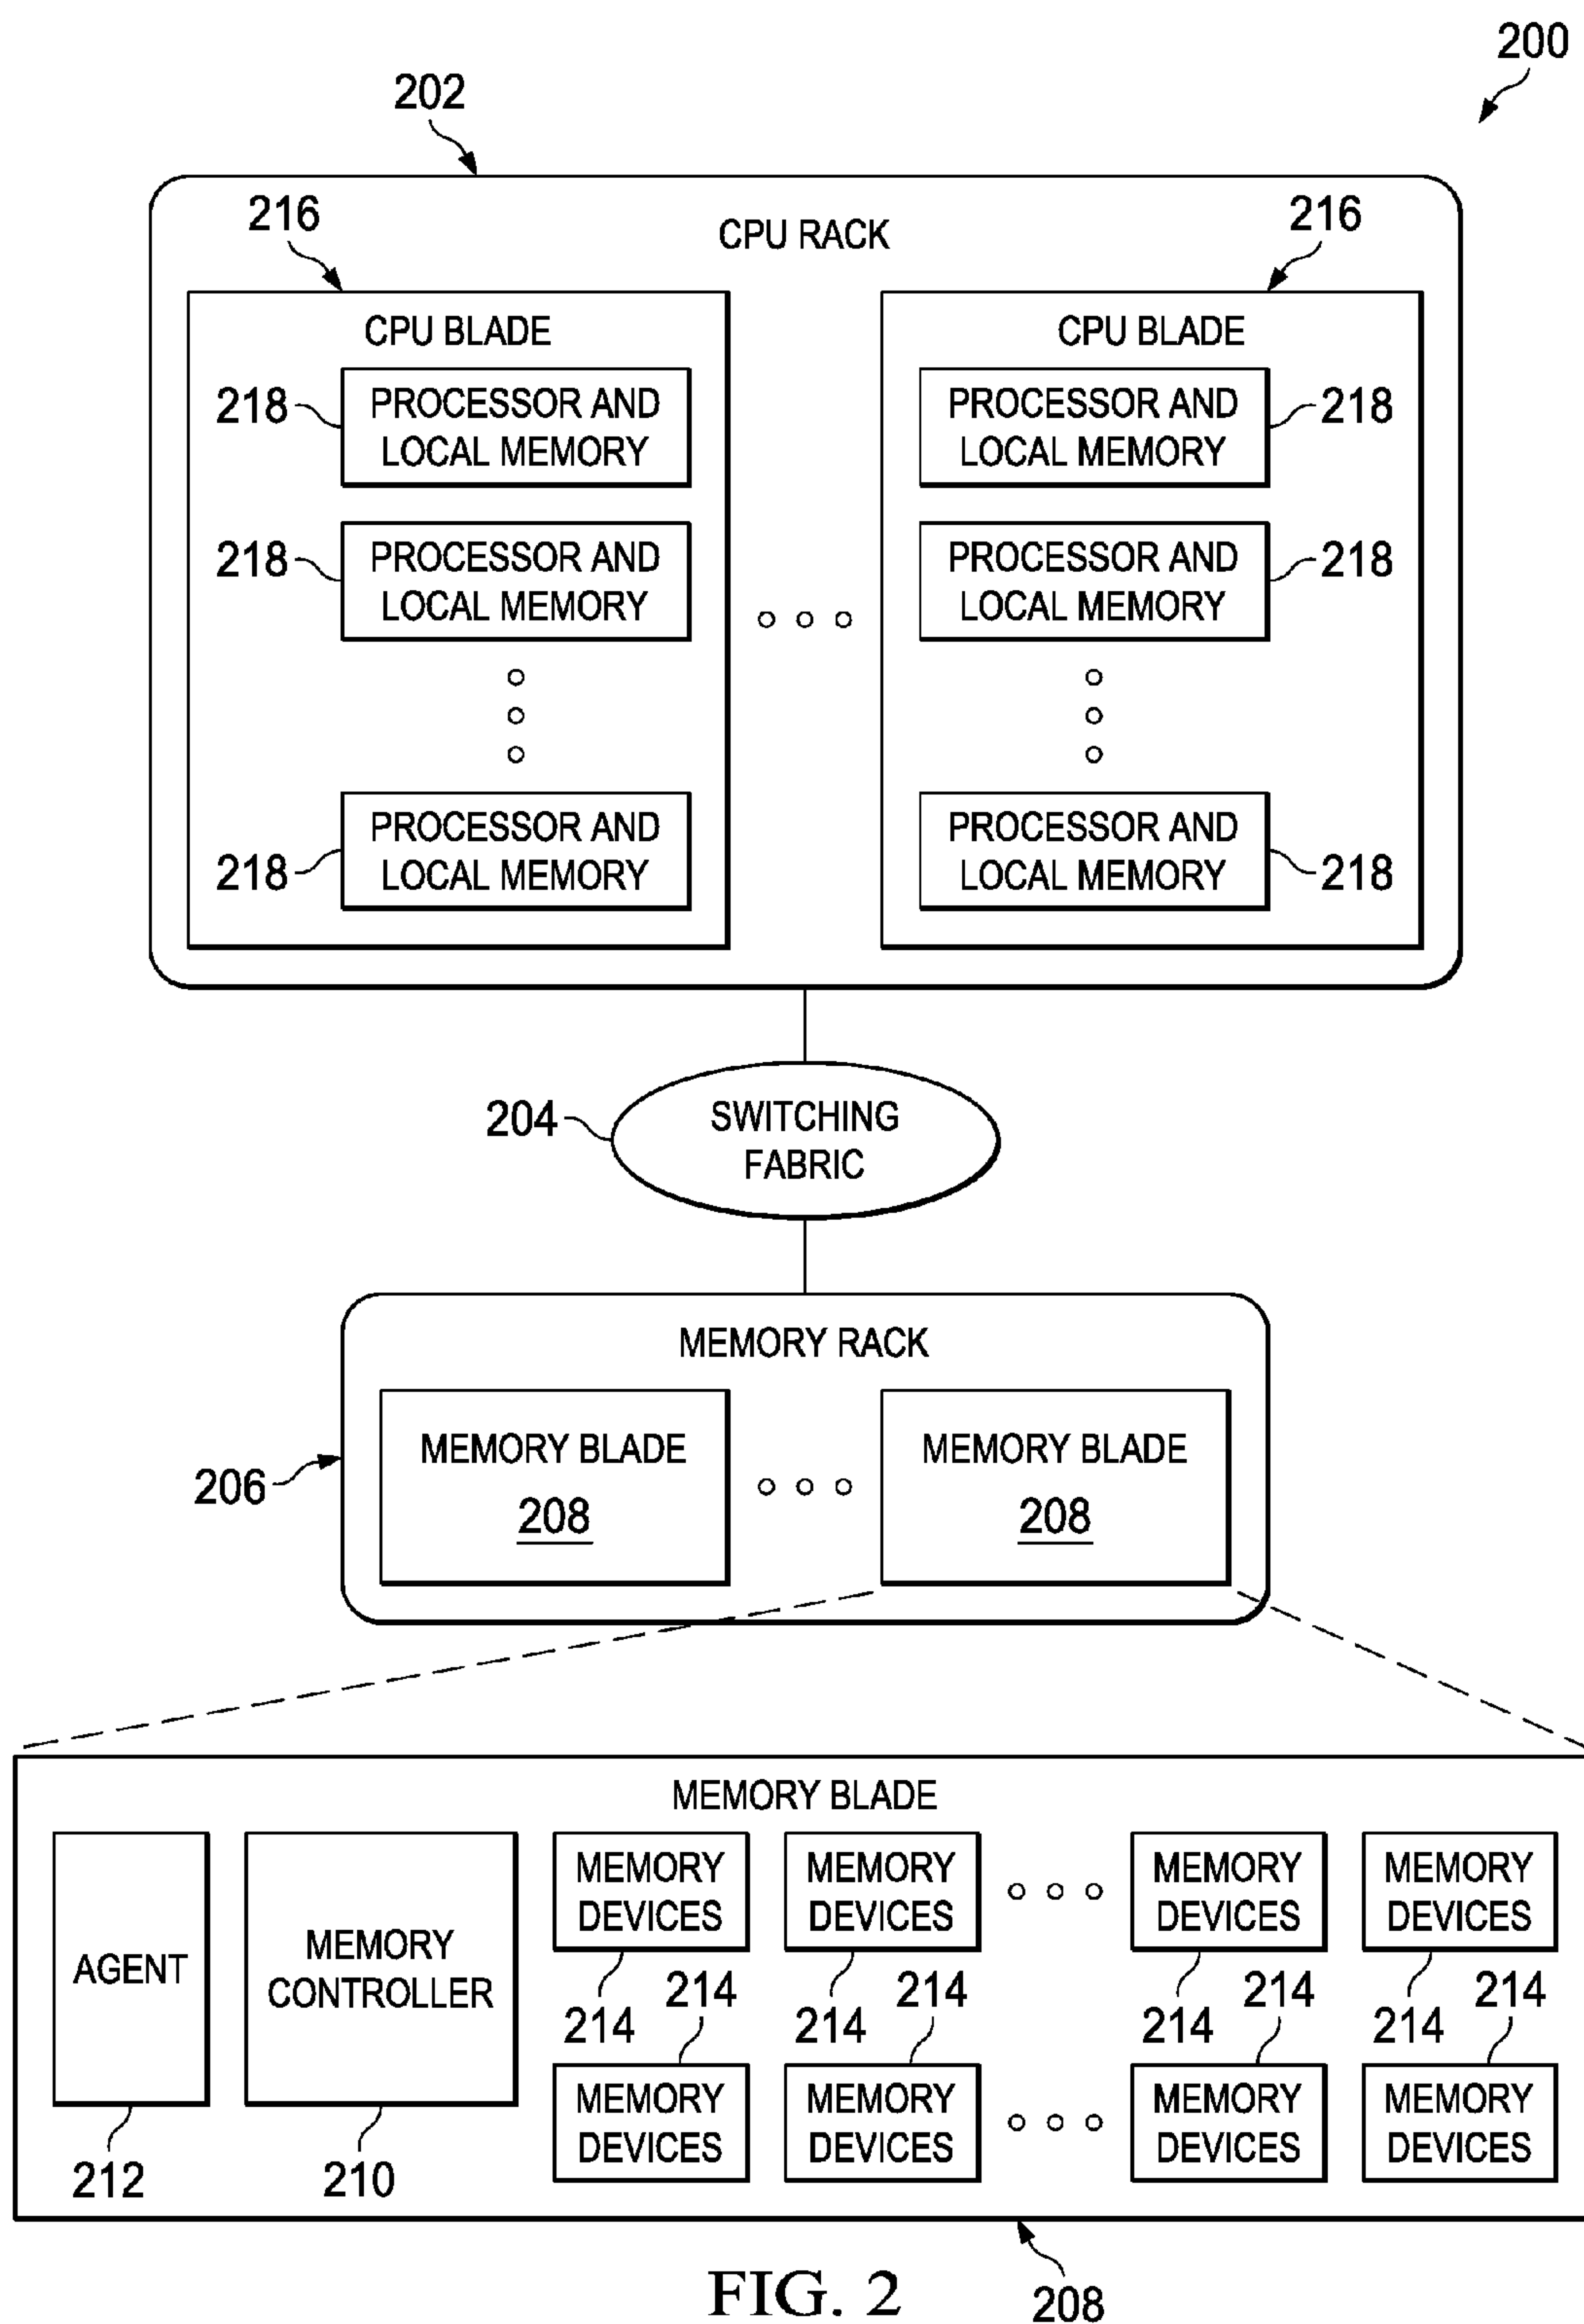 200
202
CPU RACK
216
216
CPU BLADE
CPU BLADE
218
PROCESSOR AND
LOCAL MEMORY
PROCESSOR AND
LOCAL MEMORY
218
218
PROCESSOR AND
LOCAL MEMORY
PROCESSOR AND
LOCAL MEMORY
218
218
PROCESSOR AND
LOCAL MEMORY
PROCESSOR AND
LOCAL MEMORY
218
204
SWITCHING
FABRIC
MEMORY RACK
206
MEMORY BLADE
208
MEMORY BLADE
208
MEMORY BLADE
AGENT
212
MEMORY
CONTROLLER
210
MEMORY
DEVICES
MEMORY
DEVICES
MEMORY
DEVICES
MEMORY
DEVICES
214
214
214
214
214
214
214
214
MEMORY
DEVICES
MEMORY
DEVICES
MEMORY
DEVICES
MEMORY
DEVICES
208
FIG. 2